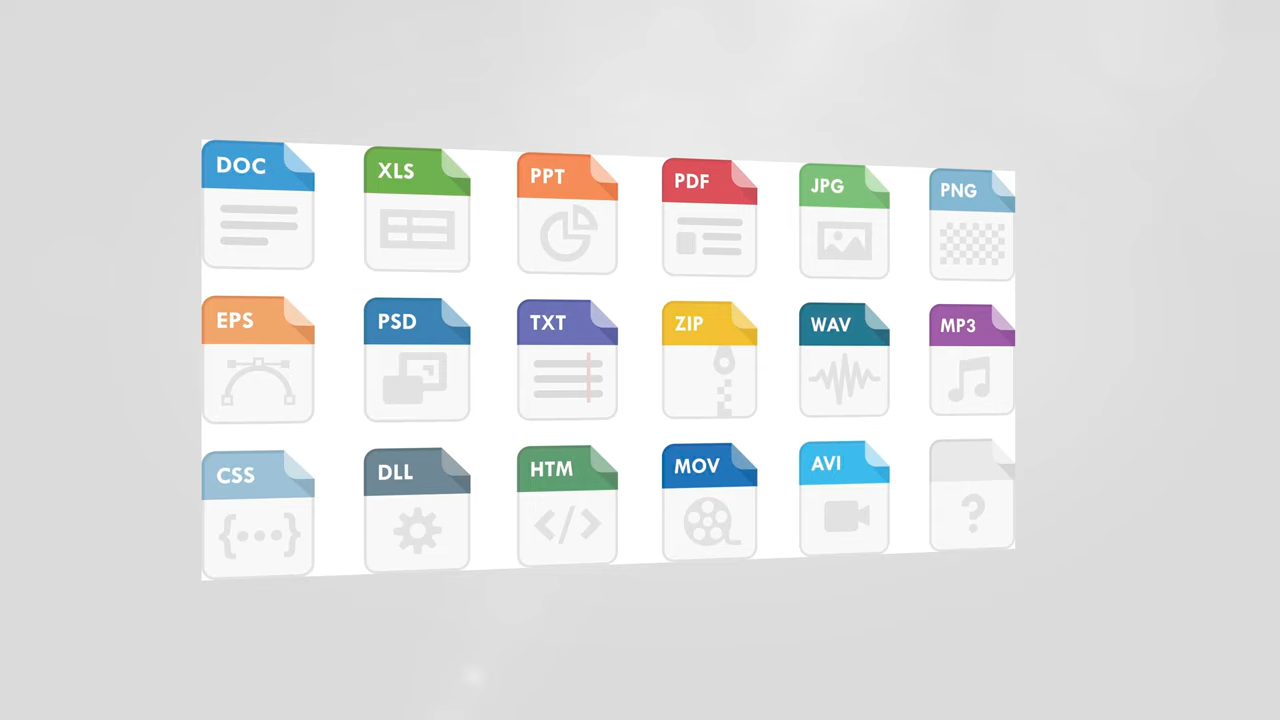 DOC
XLS
PPT
PDF
JPG
PNG
EPS
PSD
TXT
ZIP
WAV
MP3
CSS
{...}
DLL
HTM
</>
MOV
AVI
?